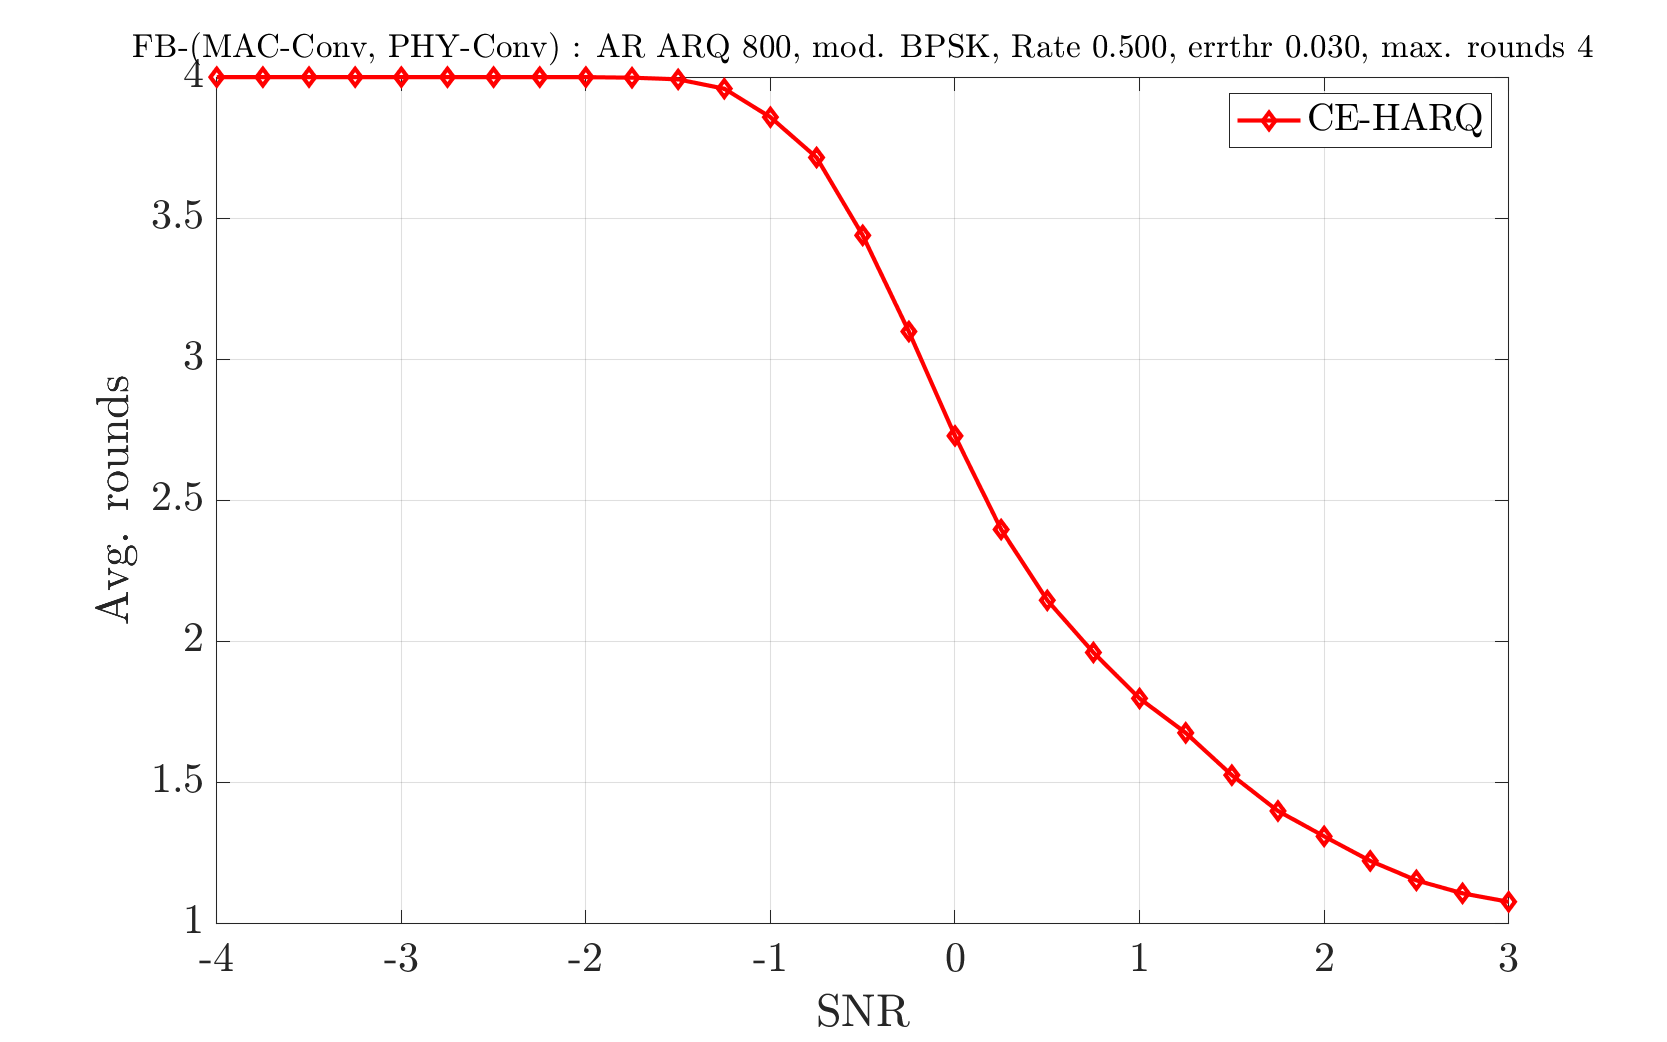 FB-(MAC-Conv, PHY-Conv) : AR ARQ 800, mod. BPSK, Rate 0.500, errthr 0.030, max. rounds 4
CE-HARQ
4
3.5
3
2.5
2
1.5
1
Avg. rounds
-4 -3 -2 -1 0 1 2 3
SNR